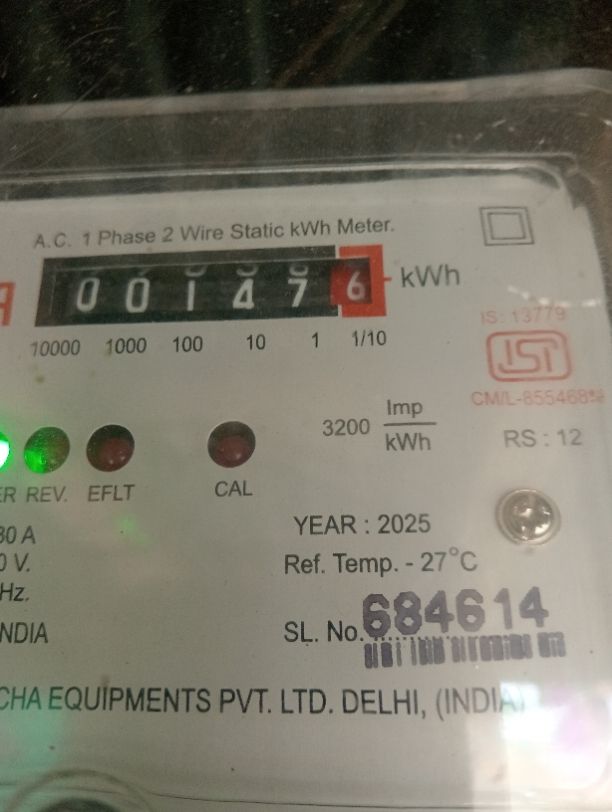 A.C. 1 Phase 2 Wire Static kWh Meter.
0 0 1 4 7 6 kWh
10000 1000 100 10 1 1/10
IS: 13779
ISI
3200 Imp
kWh
RS : 12
REV. EFLT CAL
YEAR : 2025
Ref. Temp. - 27°C
Hz.
SL. No. 684614
EQUIPMENTS PVT. LTD. DELHI, (INDIA)